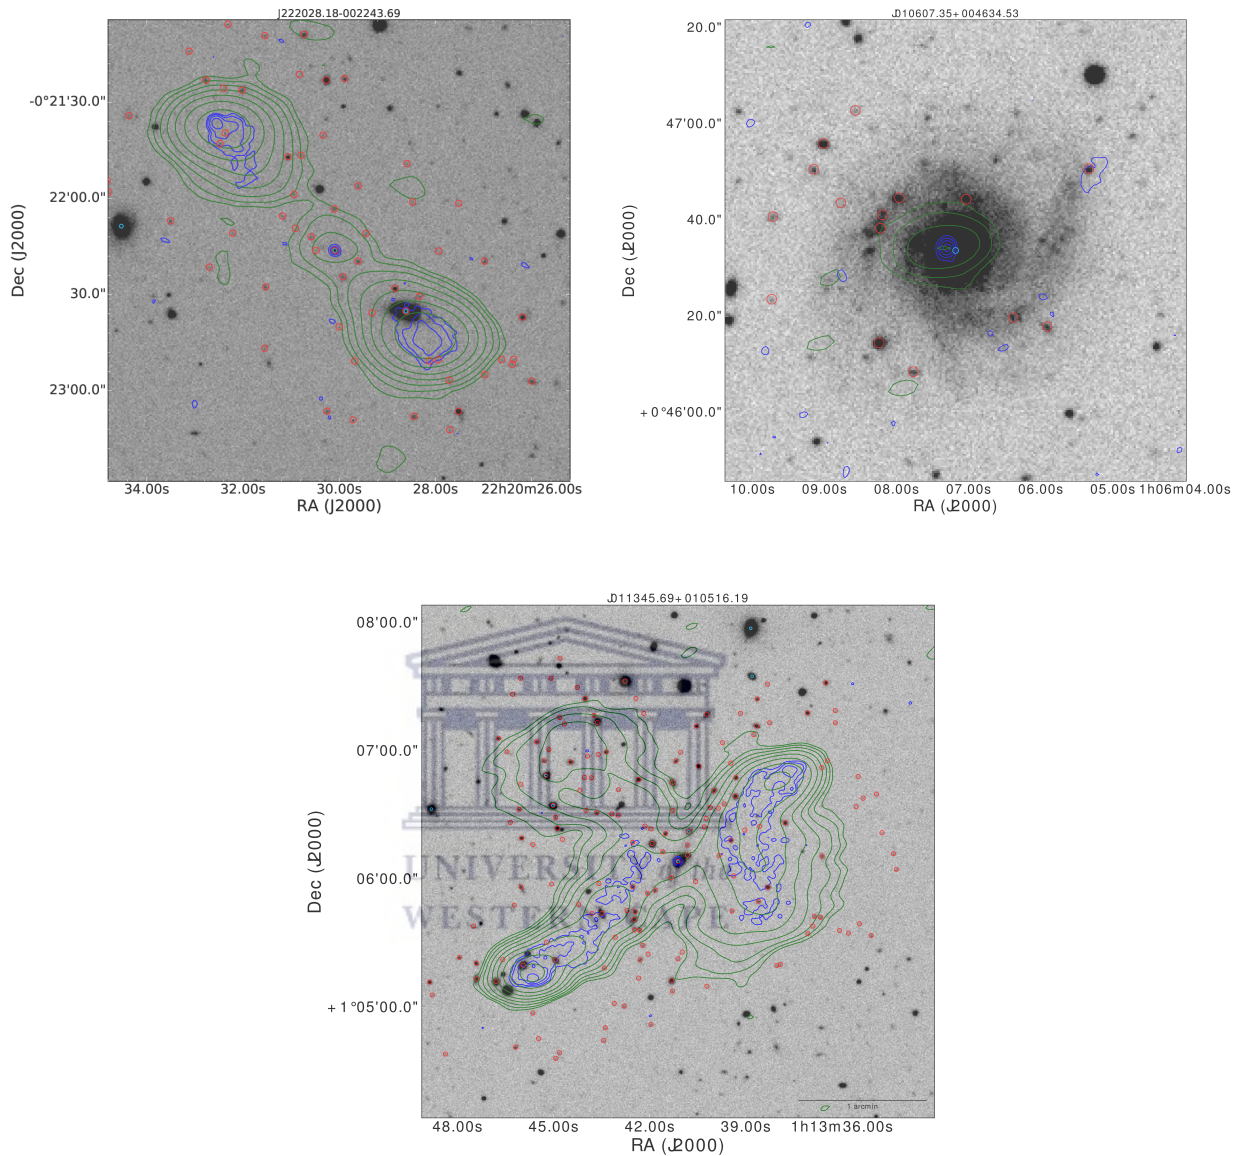 J222028.18-002243.69
-0°21'30.0"
22'00.0"
30.0"
23'00.0"
Dec (J2000)
34.00s 32.00s 30.00s 28.00s 22h20m26.00s
RA (J2000)
J010607.35+004634.53
20.0"
47'00.0"
40.0"
20.0"
+0°46'00.0"
Dec (J2000)
10.00s 09.00s 08.00s 07.00s 06.00s 05.00s 1h06m04.00s
RA (J2000)
J011345.69+010516.19
08'00.0"
07'00.0"
06'00.0"
+1°05'00.0"
Dec (J2000)
UNIVERSITY of the
WESTERN CAPE
1 arcmin
48.00s 45.00s 42.00s 39.00s 1h13m36.00s
RA (J2000)